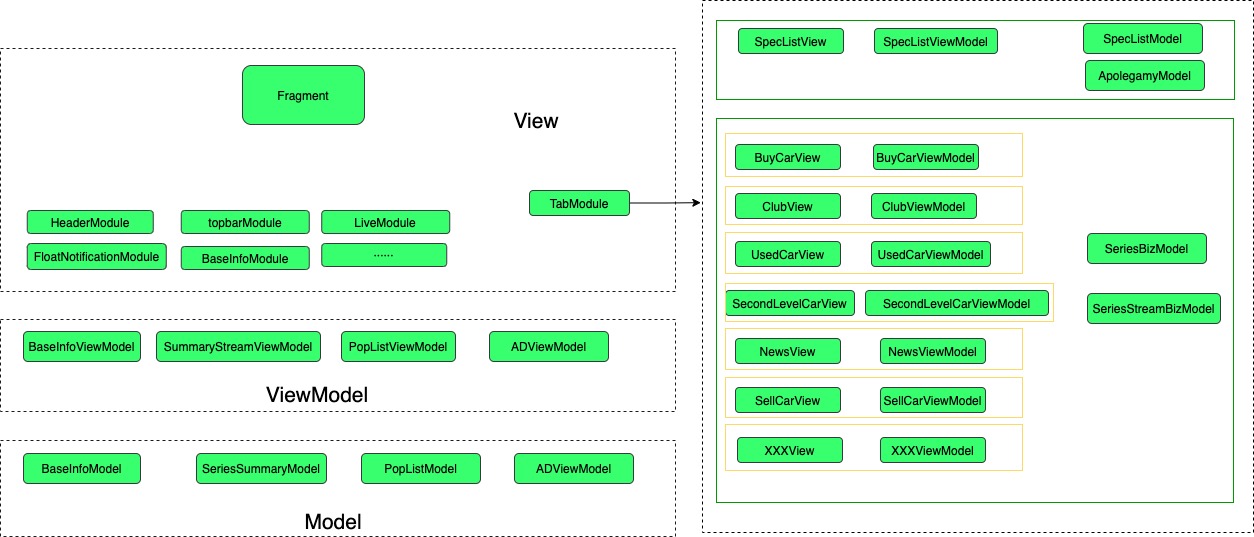 Fragment
View
TabModule
HeaderModule
topbarModule
LiveModule
FloatNotificationModule
BaseInfoModule
······
BaseInfoViewModel
SummaryStreamViewModel
PopListViewModel
ADViewModel
ViewModel
BaseInfoModel
SeriesSummaryModel
PopListModel
ADViewModel
Model
SpecListView
SpecListViewModel
SpecListModel
ApolegamyModel
BuyCarView
BuyCarViewModel
ClubView
ClubViewModel
UsedCarView
UsedCarViewModel
SecondLevelCarView
SecondLevelCarViewModel
NewsView
NewsViewModel
SellCarView
SellCarViewModel
XXXView
XXXViewModel
SeriesBizModel
SeriesStreamBizModel